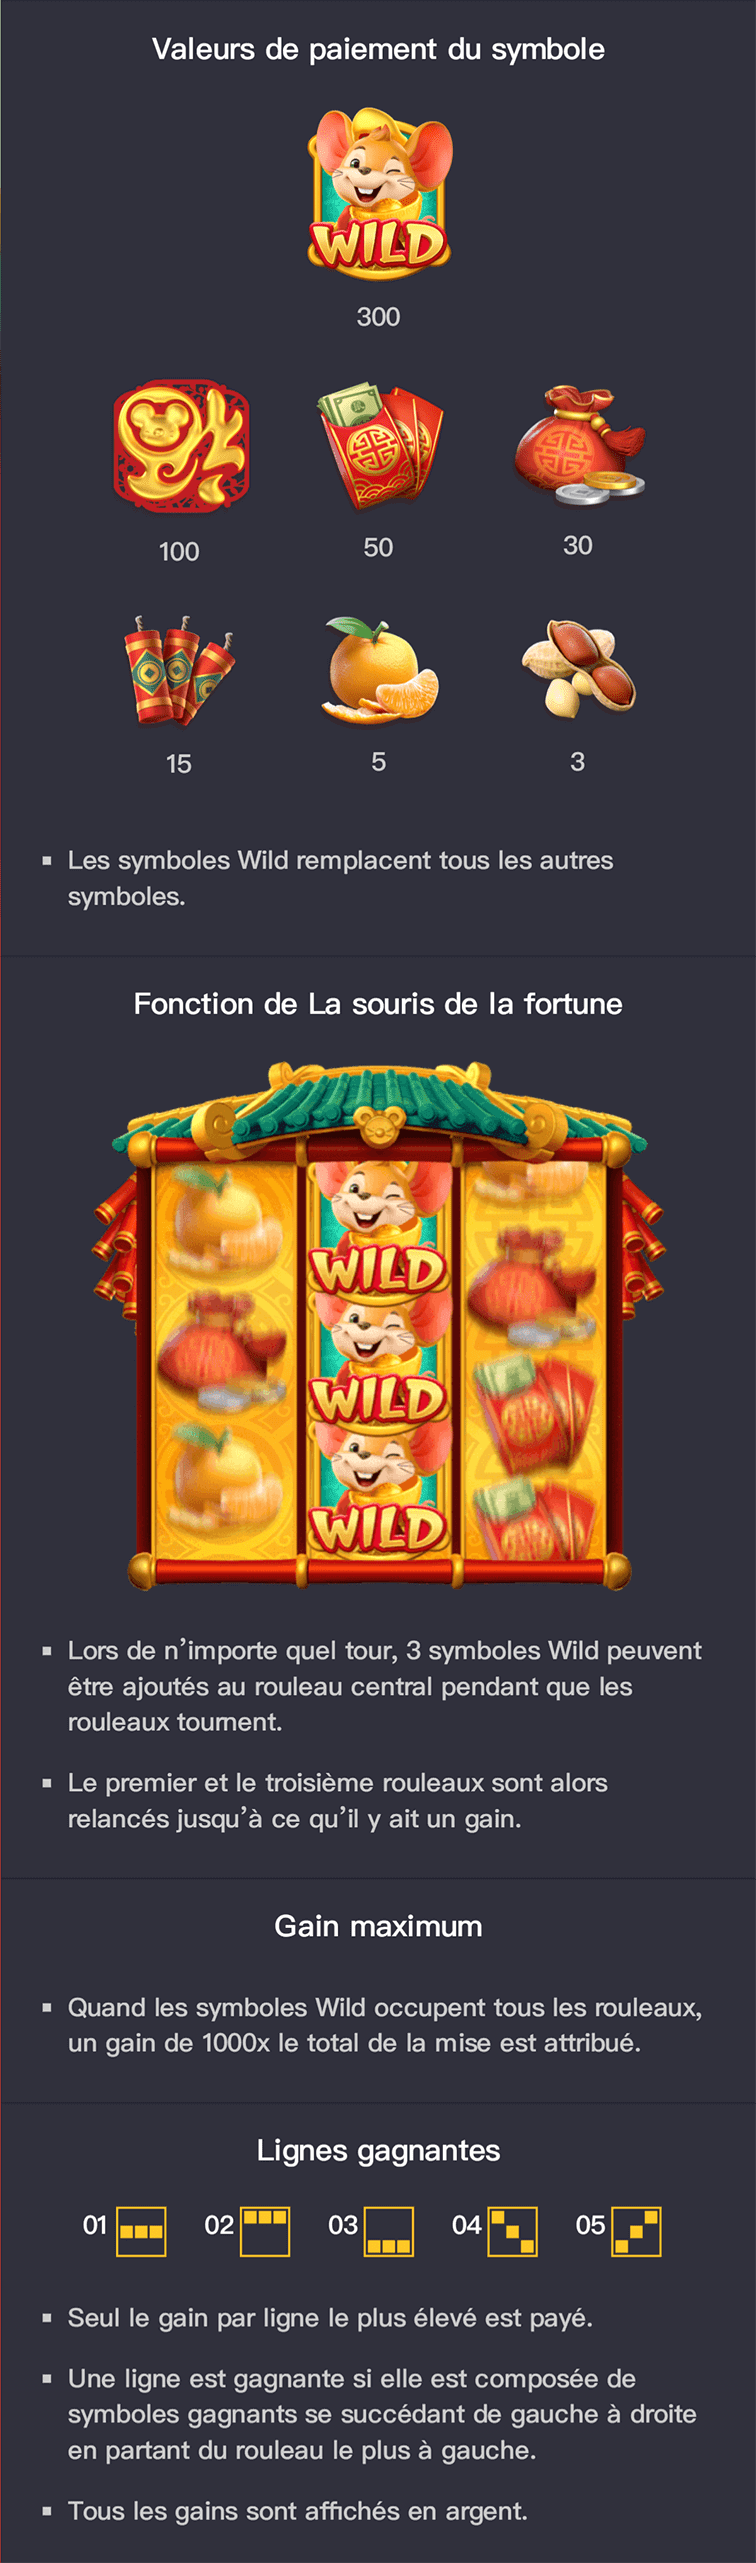 Valeurs de paiement du symbole
WILD
300
100
50
30
15
5
3
▪ Les symboles Wild remplacent tous les autres
symboles.
Fonction de La souris de la fortune
WILD
WILD
WILD
▪ Lors de n’importe quel tour, 3 symboles Wild peuvent
être ajoutés au rouleau central pendant que les
rouleaux tournent.
▪ Le premier et le troisième rouleaux sont alors
relancés jusqu’à ce qu’il y ait un gain.
Gain maximum
▪ Quand les symboles Wild occupent tous les rouleaux,
un gain de 1000x le total de la mise est attribué.
Lignes gagnantes
01 02 03 04 05
▪ Seul le gain par ligne le plus élevé est payé.
▪ Une ligne est gagnante si elle est composée de
symboles gagnants se succédant de gauche à droite
en partant du rouleau le plus à gauche.
▪ Tous les gains sont affichés en argent.